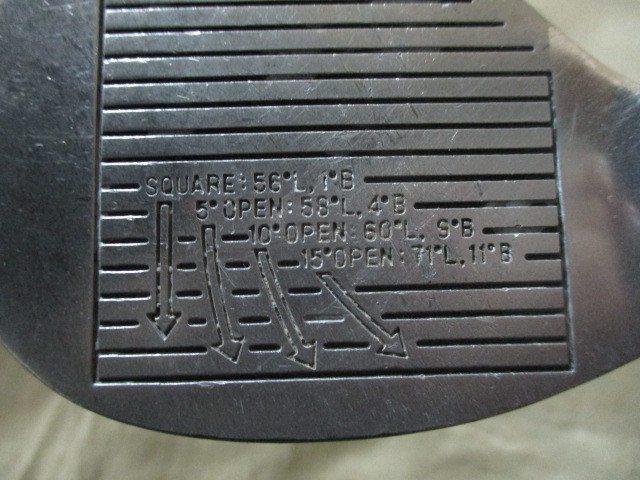 SQUARE: 56°L, 1°B
5° OPEN: 58°L, 4°B
10° OPEN: 60°L, 9°B
15° OPEN: 71°L, 11°B